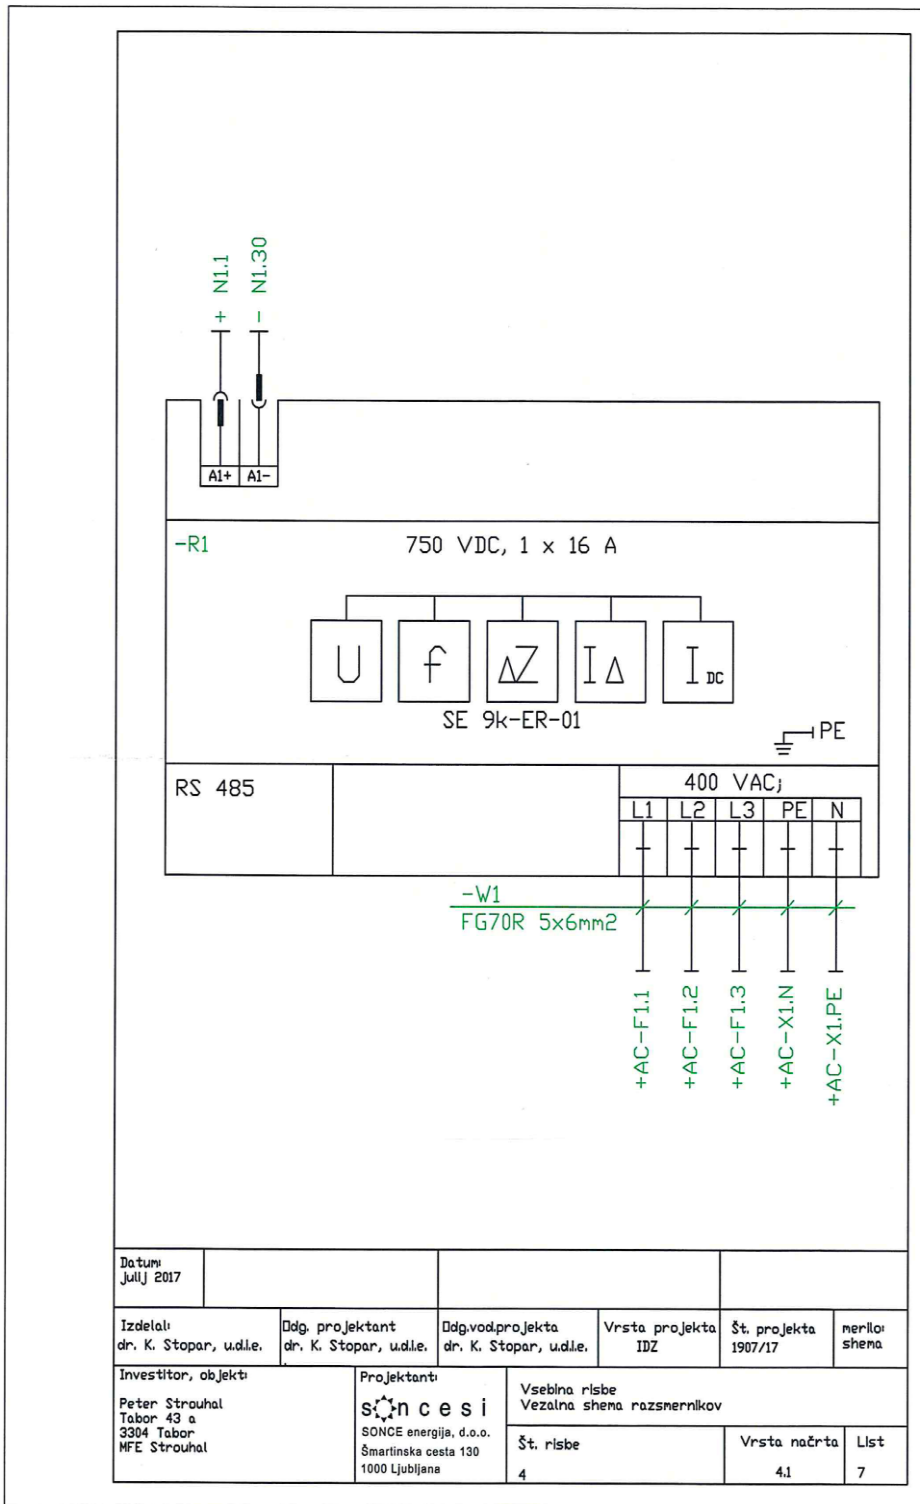 + N1.1
- N1.30
A1+ A1-
-R1
750 VDC, 1 x 16 A
U f ΔZ I Δ I DC
SE 9k-ER-01
PE
RS 485
400 VAC;
L1 L2 L3 PE N
-W1
FG70R 5x6mm2
+AC-F1.1
+AC-F1.2
+AC-F1.3
+AC-X1.N
+AC-X1.PE
Datum:
julij 2017
Izdelal:
dr. K. Stopar, u.d.i.e.
Odg. projektant
dr. K. Stopar, u.d.i.e.
Odg.vod.projekta
dr. K. Stopar, u.d.i.e.
Vrsta projekta
IDZ
Št. projekta
1907/17
merilo:
shema
Investitor, objekt:
Peter Strouhal
Tabor 43 a
3304 Tabor
MFE Strouhal
Projektant:
soncesi
SONCE energija, d.o.o.
Šmartinska cesta 130
1000 Ljubljana
Vsebina risbe
Vezalna shema razsmernikov
Št. risbe
4
Vrsta načrta
4.1
List
7